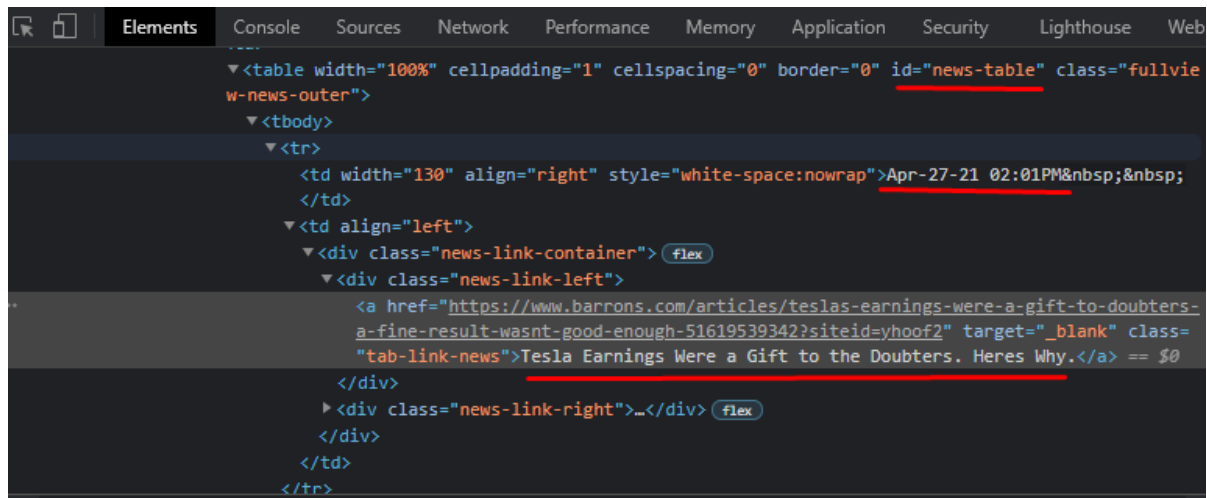 Elements Console Sources Network Performance Memory Application Security Lighthouse Web
▼<table width="100%" cellpadding="1" cellspacing="0" border="0" id="news-table" class="fullvie
w-news-outer">
▼<tbody>
▼<tr>
<td width="130" align="right" style="white-space:nowrap">Apr-27-21 02:01PM&nbsp;&nbsp;
</td>
▼<td align="left">
▼<div class="news-link-container"> flex
▼<div class="news-link-left">
<a href="https://www.barrons.com/articles/teslas-earnings-were-a-gift-to-doubters-
a-fine-result-wasnt-good-enough-51619539342?siteid=yhoof2" target="_blank" class=
"tab-link-news">Tesla Earnings Were a Gift to the Doubters. Heres Why.</a> == $0
</div>
▶<div class="news-link-right">…</div> flex
</div>
</td>
</tr>